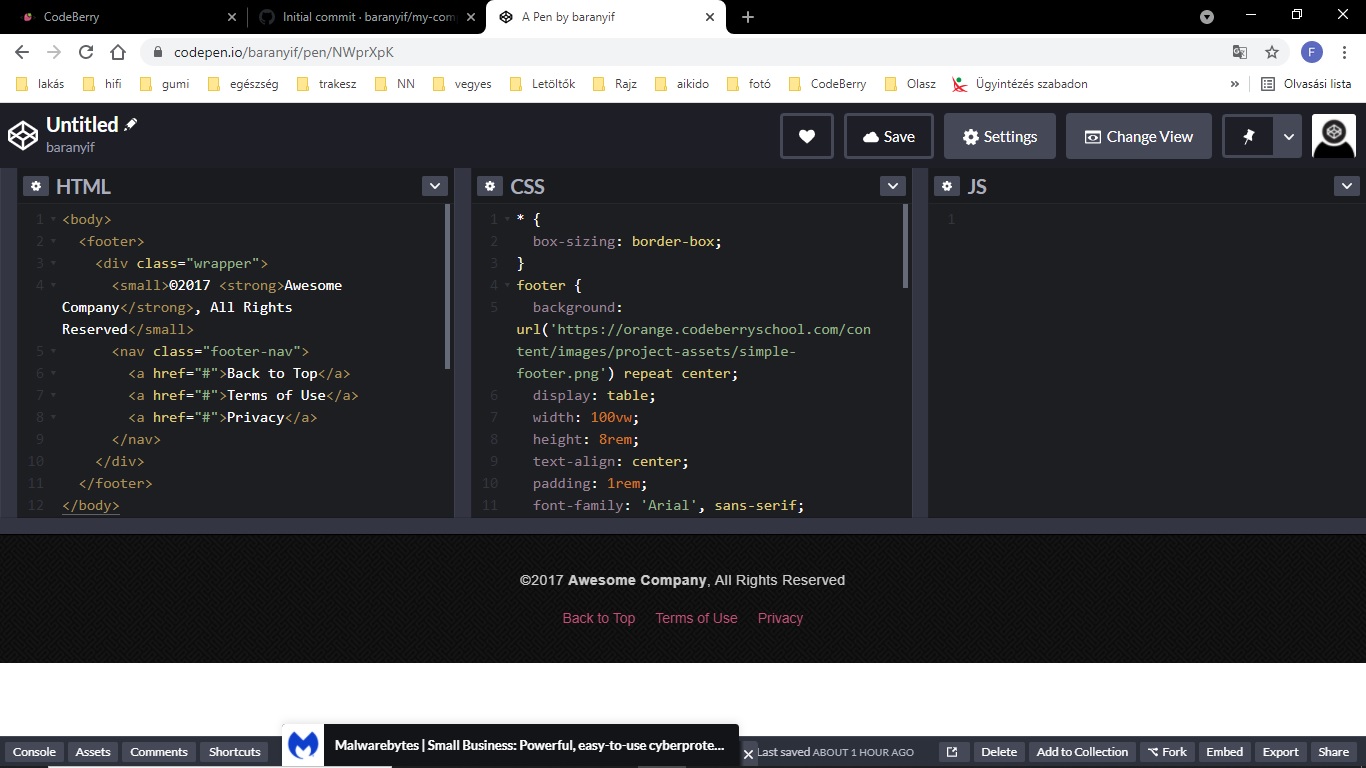 CodeBerry
Initial commit · baranyif/my-com
A Pen by baranyif
codepen.io/baranyif/pen/NWprXpK
F
lakás
hifi
gumi
egészség
trakesz
NN
vegyes
Letöltök
Rajz
aikido
fotó
CodeBerry
Olasz
Ügyintézés szabadon
»
Olvasási lista
Untitled
baranyif
Save
Settings
Change View
HTML
1 <body>
2 <footer>
3 <div class="wrapper">
4 <small>©2017 <strong>Awesome
Company</strong>, All Rights
Reserved</small>
5 <nav class="footer-nav">
6 <a href="#">Back to Top</a>
7 <a href="#">Terms of Use</a>
8 <a href="#">Privacy</a>
9 </nav>
10 </div>
11 </footer>
12 </body>
CSS
1 * {
2 box-sizing: border-box;
3 }
4 footer {
5 background:
url('https://orange.codeberryschool.com/con
tent/images/project-assets/simple-
footer.png') repeat center;
6 display: table;
7 width: 100vw;
8 height: 8rem;
9 text-align: center;
10 padding: 1rem;
11 font-family: 'Arial', sans-serif;
JS
1
©2017 Awesome Company, All Rights Reserved
Back to Top Terms of Use Privacy
Console
Assets
Comments
Shortcuts
Malwarebytes | Small Business: Powerful, easy-to-use cyberprote...
Last saved ABOUT 1 HOUR AGO
Delete
Add to Collection
Fork
Embed
Export
Share